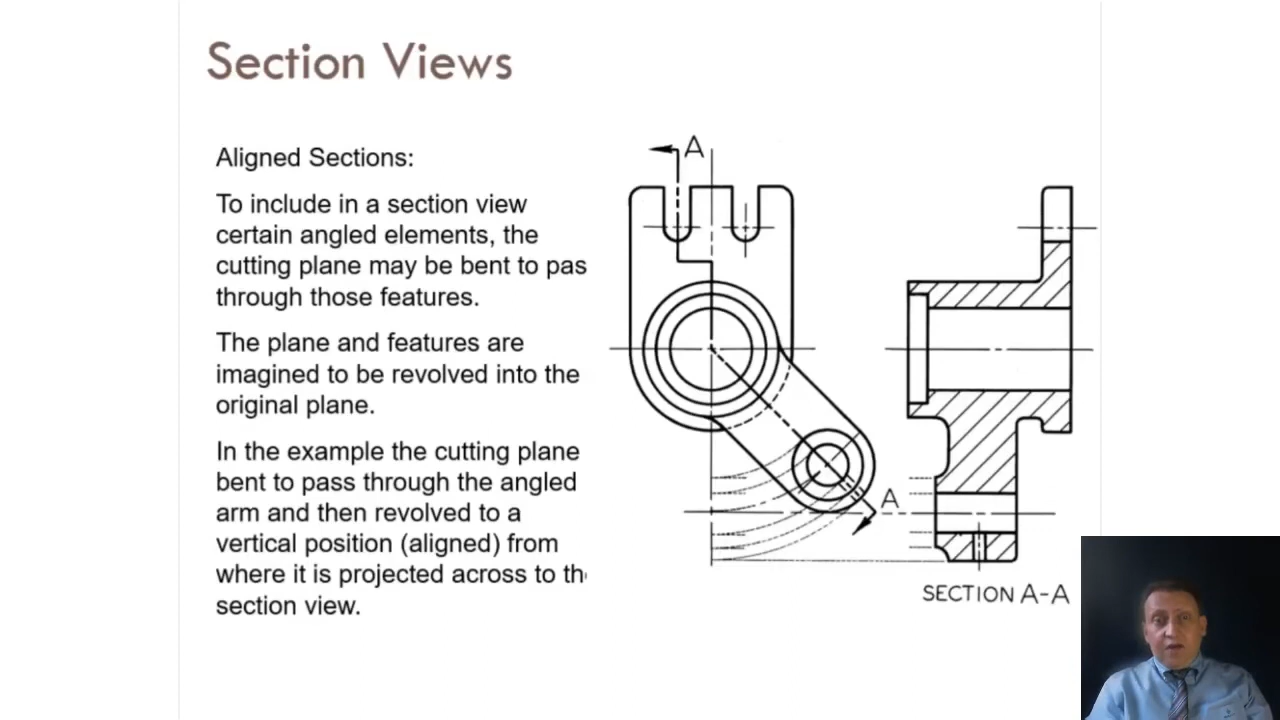 Section Views
Aligned Sections:
To include in a section view
certain angled elements, the
cutting plane may be bent to pas
through those features.
The plane and features are
imagined to be revolved into the
original plane.
In the example the cutting plane
bent to pass through the angled
arm and then revolved to a
vertical position (aligned) from
where it is projected across to th
section view.
A
A
SECTION A-A